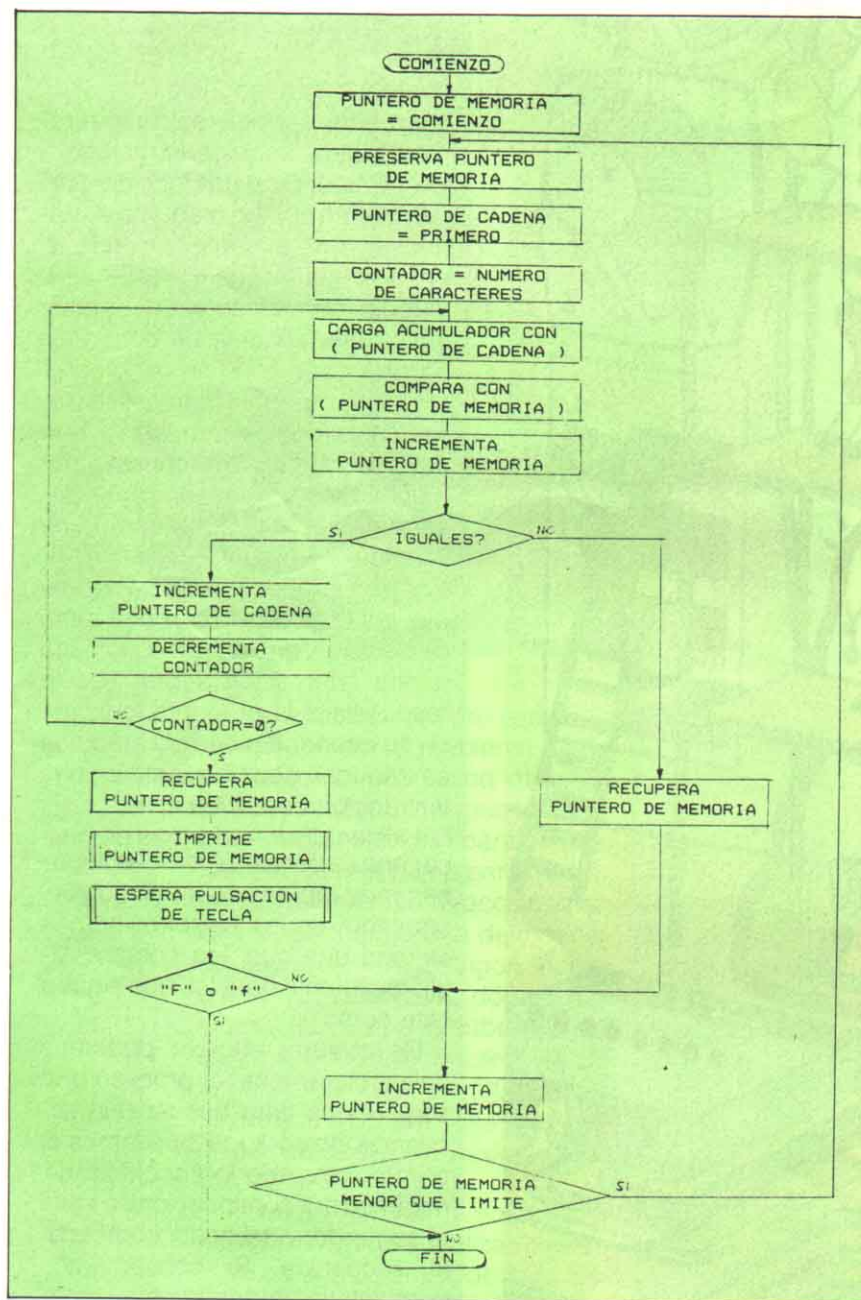 COMIENZO
PUNTERO DE MEMORIA
= COMIENZO
PRESERVA PUNTERO
DE MEMORIA
PUNTERO DE CADENA
= PRIMERO
CONTADOR = NUMERO
DE CARACTERES
CARGA ACUMULADOR CON
( PUNTERO DE CADENA )
COMPARA CON
( PUNTERO DE MEMORIA )
INCREMENTA
PUNTERO DE MEMORIA
SI
IGUALES?
NO
INCREMENTA
PUNTERO DE CADENA
DECREMENTA
CONTADOR
NO
CONTADOR=0?
S
RECUPERA
PUNTERO DE MEMORIA
RECUPERA
PUNTERO DE MEMORIA
IMPRIME
PUNTERO DE MEMORIA
ESPERA PULSACION
DE TECLA
"F" o "f"
NO
SI
INCREMENTA
PUNTERO DE MEMORIA
PUNTERO DE MEMORIA
MENOR QUE LIMITE
SI
NO
FIN